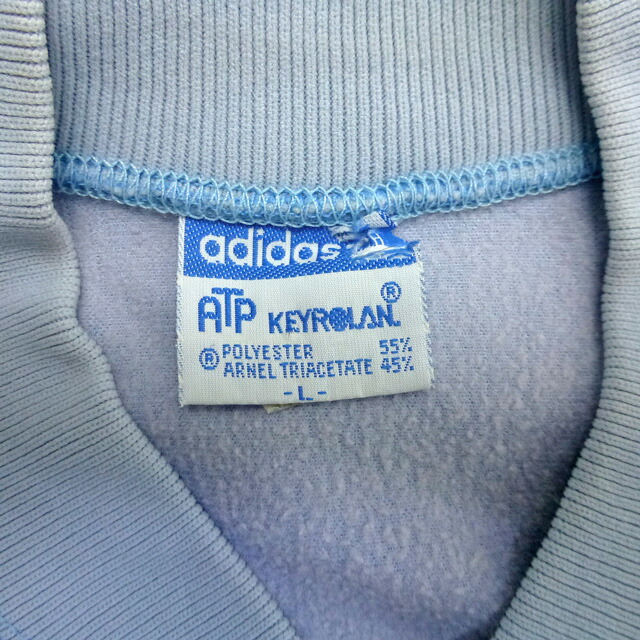 adidas
ATP KEYROLAN®
® POLYESTER 55%
ARNEL TRIACETATE 45%
- L -